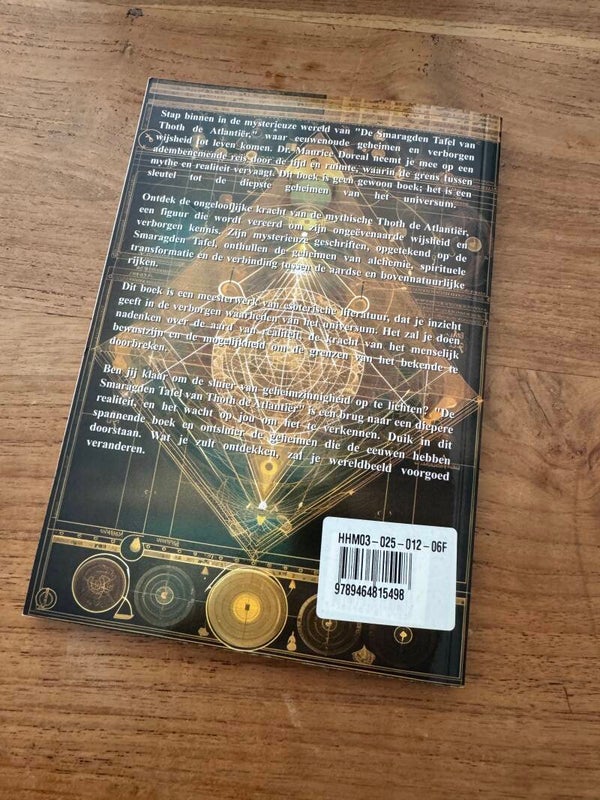 Stap binnen in de mysterieuze wereld van "De Smaragden Tafel van
Thoth de Atlantiër," waar eeuwenoude geheimen en verborgen
wijsheid tot leven komen. Dr. Maurice Doreal neemt je mee op een
adembenemende reis door de tijd en ruimte, waarin de grens tussen
mythe en realiteit vervaagt. Dit boek is geen gewoon boek; het is een
sleutel tot de diepste geheimen van het universum.
Ontdek de ongelooflijke kracht van de mythische Thoth de Atlantiër,
een figuur die wordt vereerd om zijn ongeëvenaarde wijsheid en
verborgen kennis. Zijn mysterieuze geschriften, opgetekend op de
Smaragden Tafel, onthullen de geheimen van alchemie, spirituele
transformatie en de verbinding tussen de aardse en bovennatuurlijke
rijken.
Dit boek is een meesterwerk van esoterische literatuur, dat je inzicht
geeft in de verborgen waarheden van het universum. Het zal je doen
nadenken over de aard van realiteit, de kracht van het menselijk
bewustzijn, en de mogelijkheid om de grenzen van het bekende te
doorbreken.
Ben jij klaar om de sluier van geheimzinnigheid op te lichten? "De
Smaragden Tafel van Thoth de Atlantiër" is een brug naar een diepere
realiteit, en het wacht op jou om het te verkennen. Duik in dit
spannende boek en ontsluier de geheimen die de eeuwen hebben
doorstaan. Wat je zult ontdekken, zal je wereldbeeld voorgoed
veranderen.
HHM03-025-012-06F
9789464815498